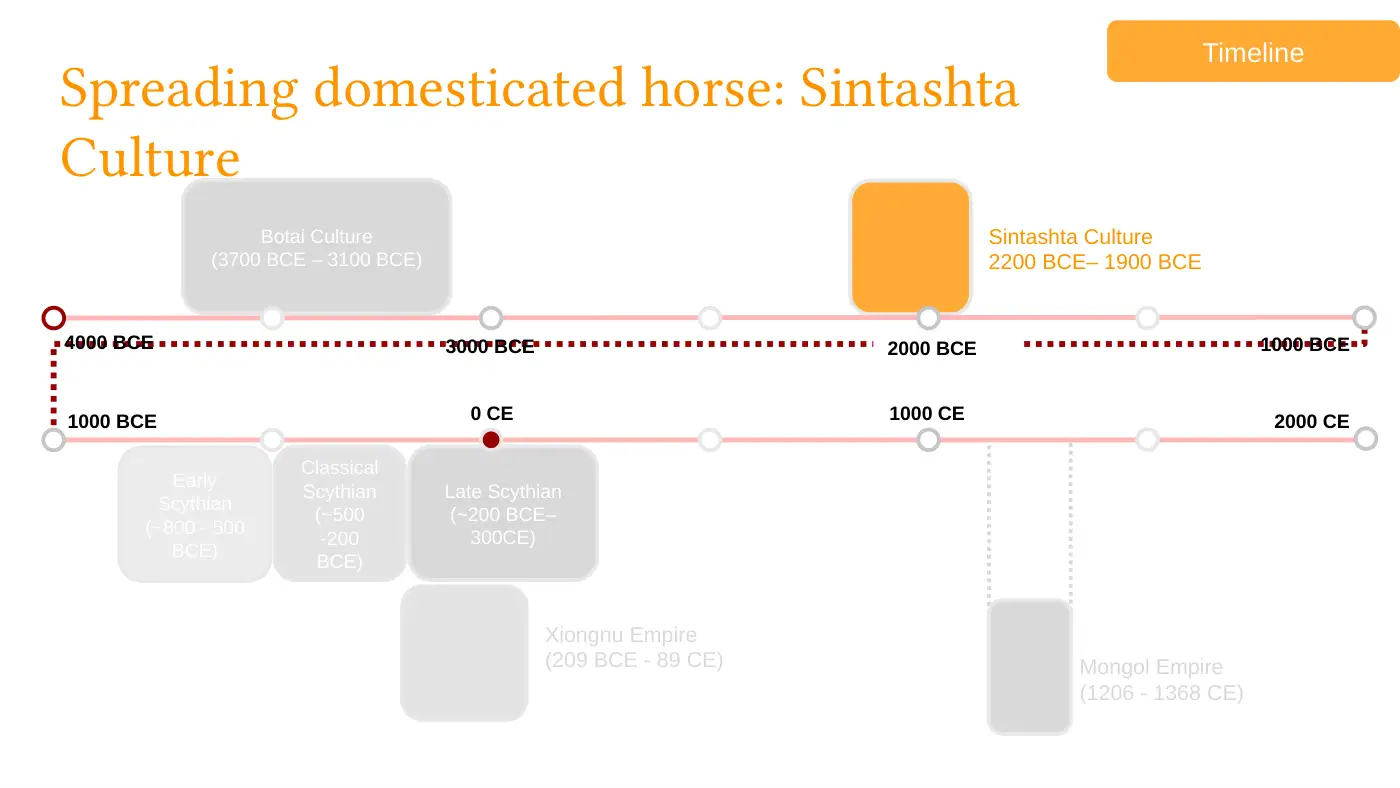 Timeline
Spreading domesticated horse: Sintashta
Culture
Botai Culture
(3700 BCE – 3100 BCE)
Sintashta Culture
2200 BCE– 1900 BCE
4000 BCE
3000 BCE
2000 BCE
1000 BCE
1000 BCE
0 CE
1000 CE
2000 CE
Early
Scythian
(~800 - 500
BCE)
Classical
Scythian
(~500
-200
BCE)
Late Scythian
(~200 BCE–
300CE)
Xiongnu Empire
(209 BCE - 89 CE)
Mongol Empire
(1206 - 1368 CE)